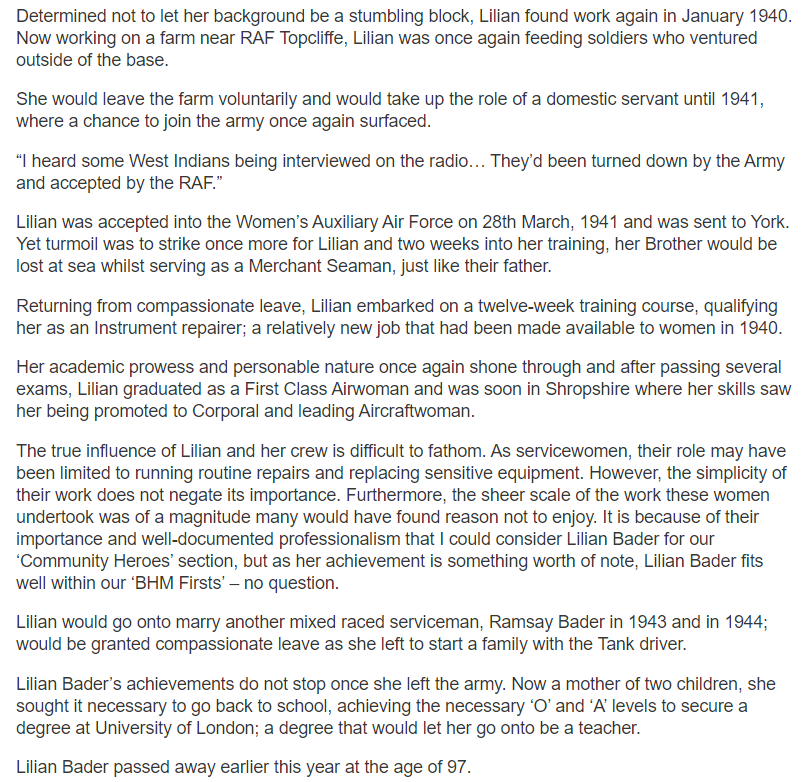 Determined not to let her background be a stumbling block, Lilian found work again in January 1940.
Now working on a farm near RAF Topcliffe, Lilian was once again feeding soldiers who ventured
outside of the base.
She would leave the farm voluntarily and would take up the role of a domestic servant until 1941,
where a chance to join the army once again surfaced.
“I heard some West Indians being interviewed on the radio… They’d been turned down by the Army
and accepted by the RAF.”
Lilian was accepted into the Women’s Auxiliary Air Force on 28th March, 1941 and was sent to York.
Yet turmoil was to strike once more for Lilian and two weeks into her training, her Brother would be
lost at sea whilst serving as a Merchant Seaman, just like their father.
Returning from compassionate leave, Lilian embarked on a twelve-week training course, qualifying
her as an Instrument repairer; a relatively new job that had been made available to women in 1940.
Her academic prowess and personable nature once again shone through and after passing several
exams, Lilian graduated as a First Class Airwoman and was soon in Shropshire where her skills saw
her being promoted to Corporal and leading Aircraftwoman.
The true influence of Lilian and her crew is difficult to fathom. As servicewomen, their role may have
been limited to running routine repairs and replacing sensitive equipment. However, the simplicity of
their work does not negate its importance. Furthermore, the sheer scale of the work these women
undertook was of a magnitude many would have found reason not to enjoy. It is because of their
importance and well-documented professionalism that I could consider Lilian Bader for our
‘Community Heroes’ section, but as her achievement is something worth of note, Lilian Bader fits
well within our ‘BHM Firsts’ – no question.
Lilian would go onto marry another mixed raced serviceman, Ramsay Bader in 1943 and in 1944;
would be granted compassionate leave as she left to start a family with the Tank driver.
Lilian Bader’s achievements do not stop once she left the army. Now a mother of two children, she
sought it necessary to go back to school, achieving the necessary ‘O’ and ‘A’ levels to secure a
degree at University of London; a degree that would let her go onto be a teacher.
Lilian Bader passed away earlier this year at the age of 97.